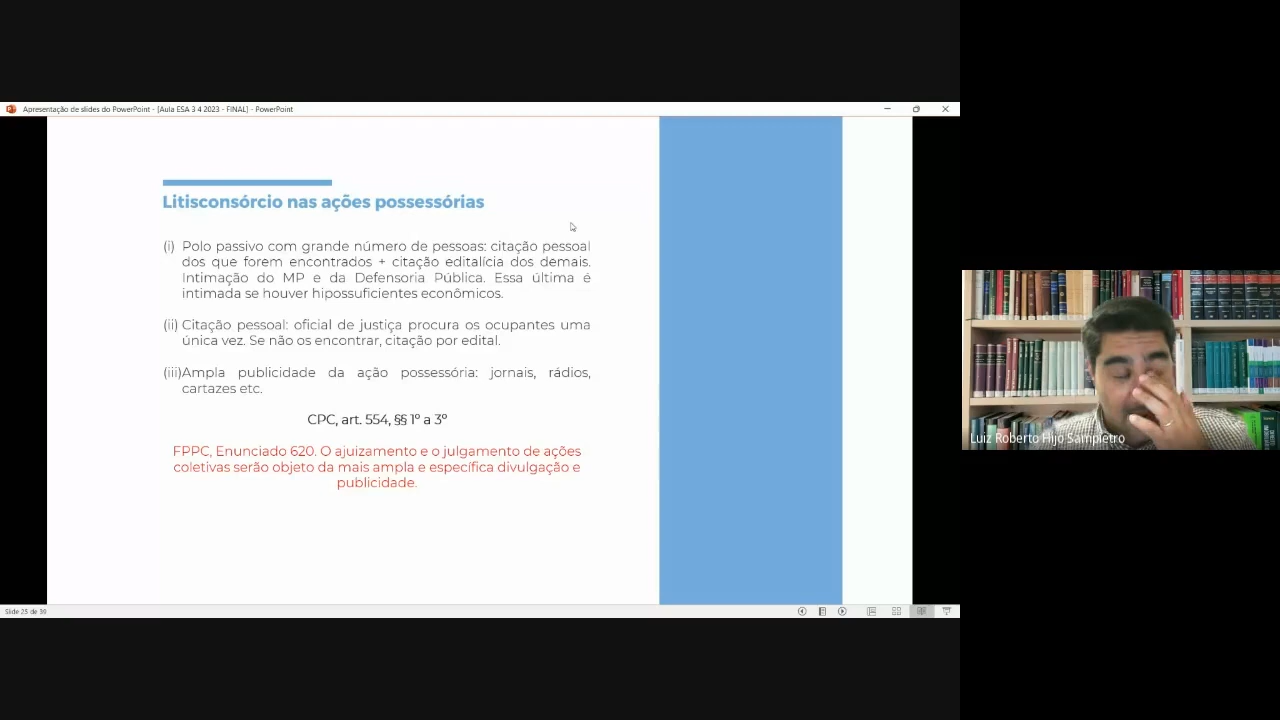 Apresentação de slides do PowerPoint - [Aula ESA 3 4 2023 - FINAL] - PowerPoint
Litisconsórcio nas ações possessórias
(i) Polo passivo com grande número de pessoas: citação pessoal
dos que forem encontrados + citação editalícia dos demais.
Intimação do MP e da Defensoria Pública. Essa última é
intimada se houver hipossuficientes econômicos.
(ii) Citação pessoal: oficial de justiça procura os ocupantes uma
única vez. Se não os encontrar, citação por edital.
(iii)Ampla publicidade da ação possessória: jornais, rádios,
cartazes etc.
CPC, art. 554, §§ 1º a 3º
FPPC, Enunciado 620. O ajuizamento e o julgamento de ações
coletivas serão objeto da mais ampla e específica divulgação e
publicidade.
Slide 25 de 39
Luiz Roberto Hijo Sampietro